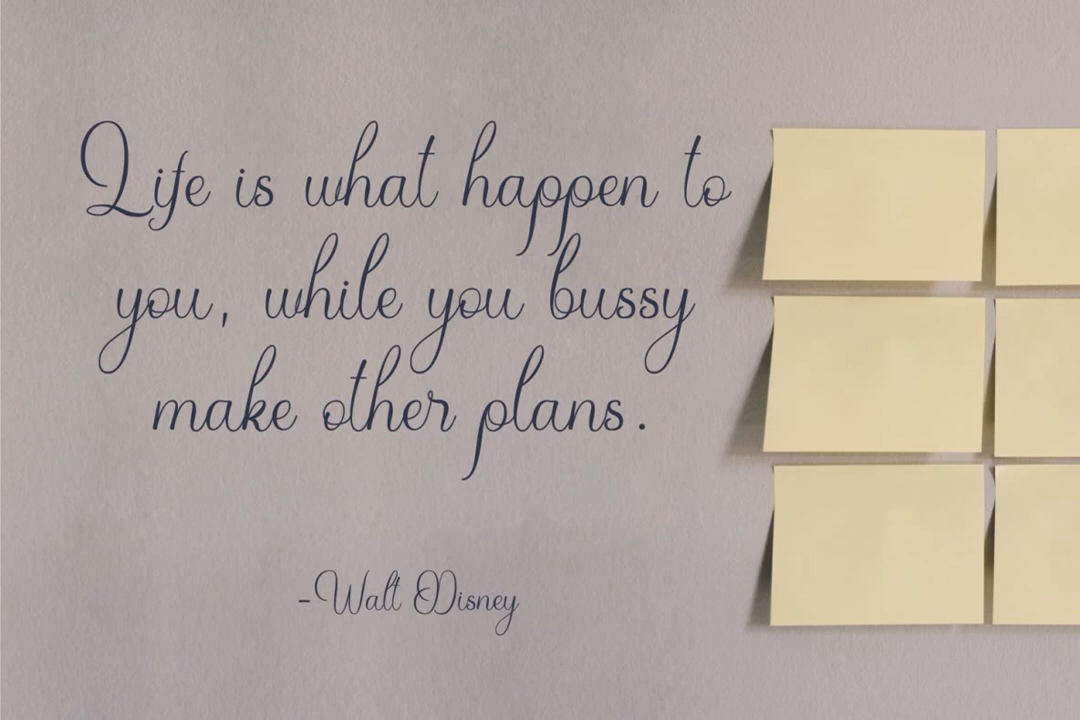 Life is what happen to
you, while you bussy
make other plans.
-Walt Disney